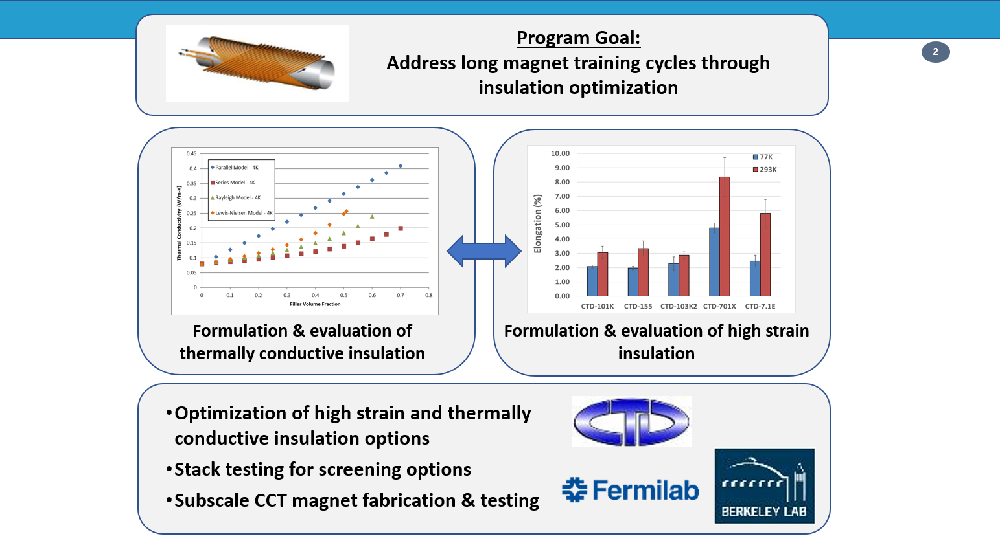 2
Program Goal:
Address long magnet training cycles through
insulation optimization
0.45
0.4
0.35
0.3
0.25
0.2
0.15
0.1
0.05
0
Thermal Conductivity (W/m-K)
Parallel Model - 4K
Series Model - 4K
Rayleigh Model - 4K
Lewis-Nielsen Model - 4K
0 0.1 0.2 0.3 0.4 0.5 0.6 0.7 0.8
Filler Volume Fraction
Formulation & evaluation of
thermally conductive insulation
10.00
9.00
8.00
7.00
6.00
5.00
4.00
3.00
2.00
1.00
0.00
Elongation (%)
77K
293K
CTD-101K CTD-155 CTD-103K2 CTD-701X CTD-7.1E
Formulation & evaluation of high strain
insulation
•Optimization of high strain and thermally
conductive insulation options
•Stack testing for screening options
•Subscale CCT magnet fabrication & testing
CTD
Fermilab
BERKELEY LAB